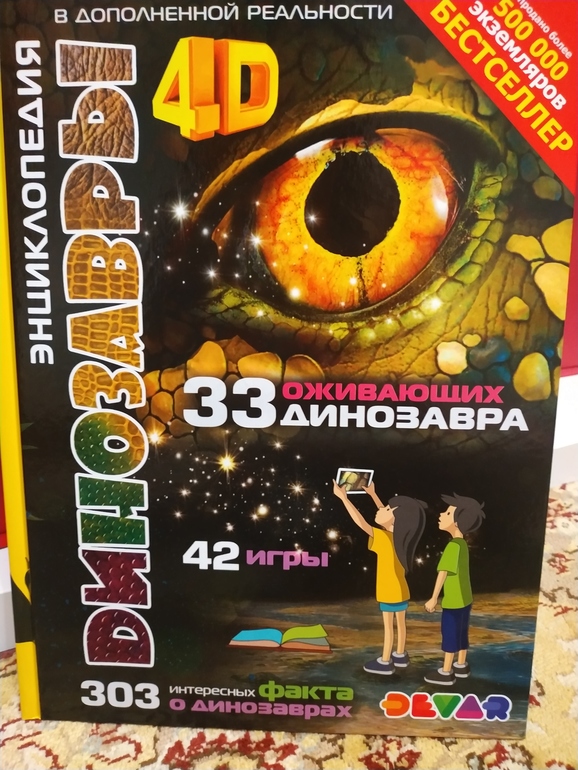 В ДОПОЛНЕННОЙ РЕАЛЬНОСТИ
продано более
500 000
экземпляров
БЕСТСЕЛЛЕР
4D
ЭНЦИКЛОПЕДИЯ
DИНОЗАВРЫ
33 ОЖИВАЮЩИХ
ДИНОЗАВРА
42 ИГРЫ
303 интересных факта
о динозаврах
DEVAR